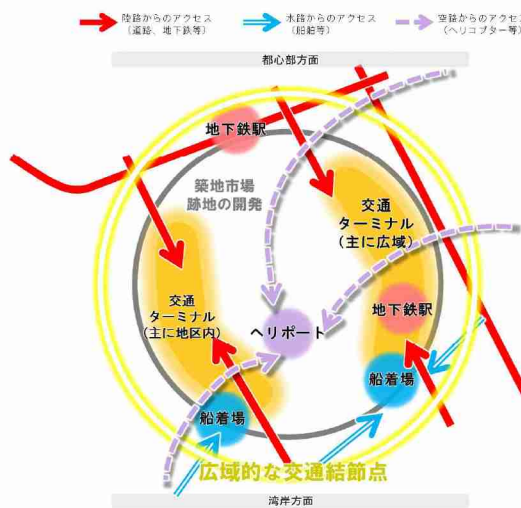 陸路からのアクセス
(道路、地下鉄等)
水路からのアクセス
(船舶等)
空路からのアクセス
(ヘリコプター等)
都心部方面
地下鉄駅
築地市場
跡地の開発
交通
ターミナル
(主に広域)
交通
ターミナル
(主に地区内)
ヘリポート
地下鉄駅
船着場
船着場
広域的な交通結節点
湾岸方面